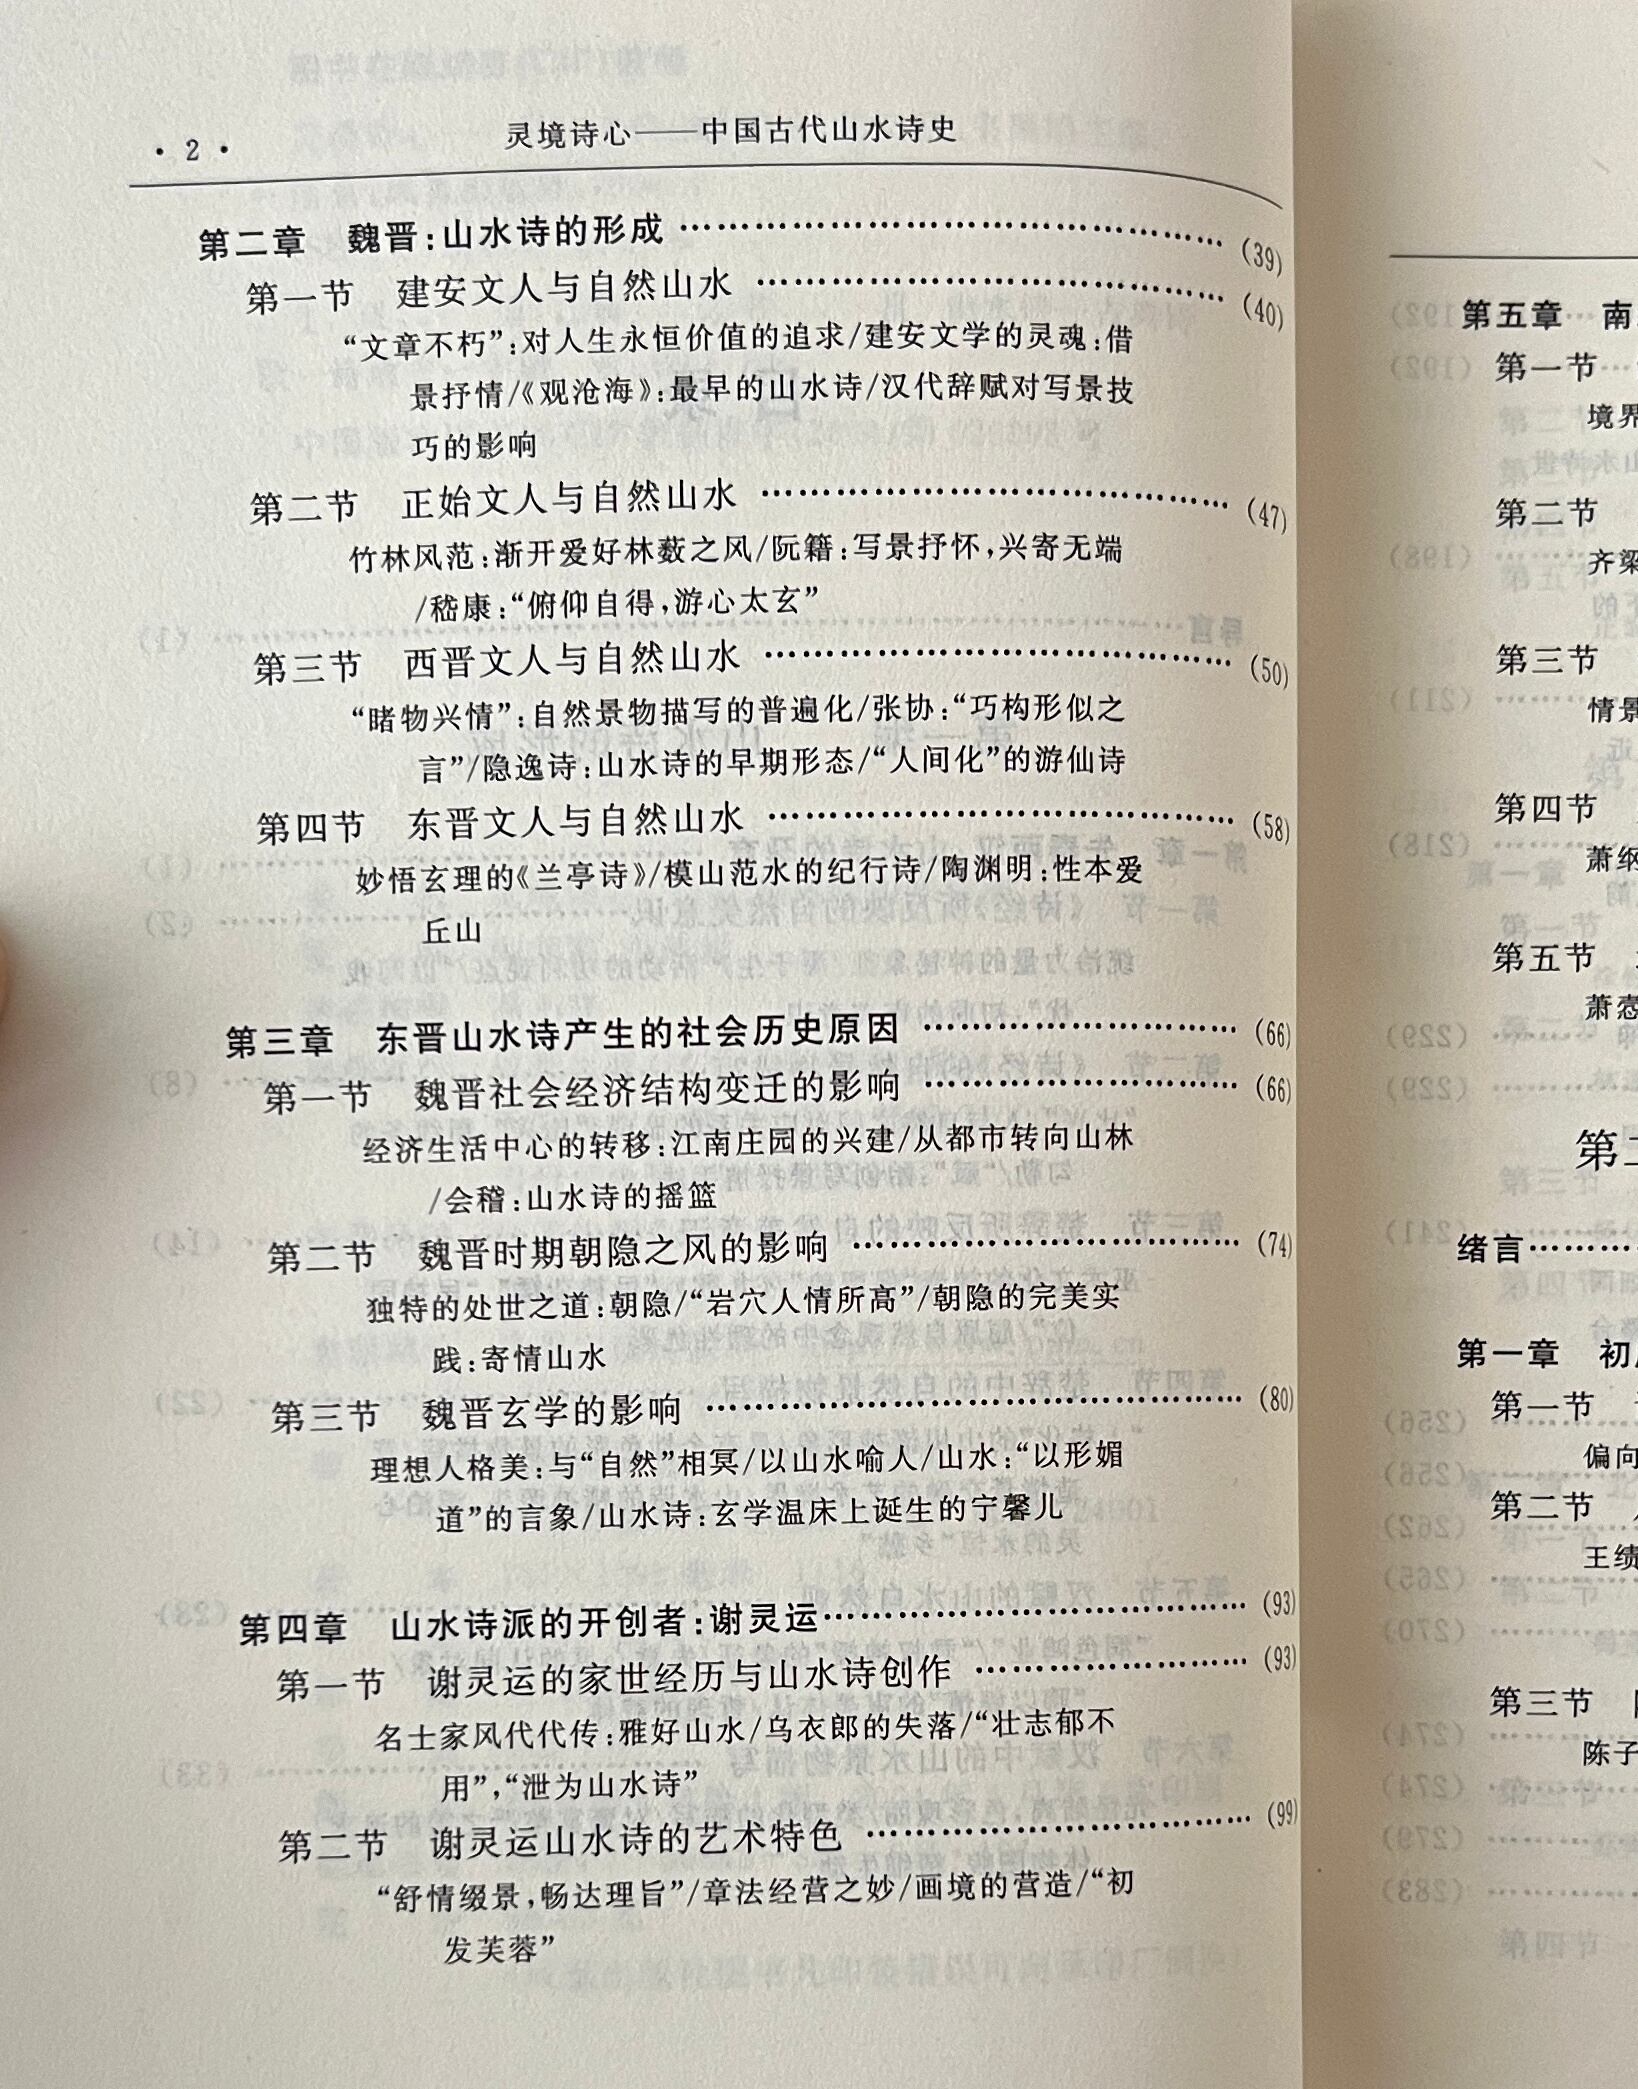 · 2 ·
灵境诗心——中国古代山水诗史
第二章 魏晋:山水诗的形成 ……………………………………… (39)
第一节 建安文人与自然山水 ………………………………… (40)
“文章不朽”:对人生永恒价值的追求/建安文学的灵魂:借
景抒情/《观沧海》:最早的山水诗/汉代辞赋对写景技
巧的影响
第二节 正始文人与自然山水 ………………………………… (47)
竹林风范:渐开爱好林薮之风/阮籍:写景抒怀,兴寄无端
/嵇康:“俯仰自得,游心太玄”
第三节 西晋文人与自然山水 ………………………………… (50)
“睹物兴情”:自然景物描写的普遍化/张协:“巧构形似之
言”/隐逸诗:山水诗的早期形态/“人间化”的游仙诗
第四节 东晋文人与自然山水 ………………………………… (58)
妙悟玄理的《兰亭诗》/模山范水的纪行诗/陶渊明:性本爱
丘山
第三章 东晋山水诗产生的社会历史原因 …………………… (66)
第一节 魏晋社会经济结构变迁的影响 …………………… (66)
经济生活中心的转移:江南庄园的兴建/从都市转向山林
/会稽:山水诗的摇篮
第二节 魏晋时期朝隐之风的影响 ………………………… (74)
独特的处世之道:朝隐/“岩穴人情所高”/朝隐的完美实
践:寄情山水
第三节 魏晋玄学的影响 …………………………………… (80)
理想人格美:与“自然”相冥/以山水喻人/山水:“以形媚
道”的言象/山水诗:玄学温床上诞生的宁馨儿
第四章 山水诗派的开创者:谢灵运…………………………… (93)
第一节 谢灵运的家世经历与山水诗创作 ………………… (93)
名士家风代代传:雅好山水/乌衣郎的失落/“壮志郁不
用”,“泄为山水诗”
第二节 谢灵运山水诗的艺术特色 ………………………… (99)
“舒情缀景,畅达理旨”/章法经营之妙/画境的营造/“初
发芙蓉”
第五章 南
第一节
境界
第二节
齐梁
第三节
情景
第四节
萧纲
第五节
萧悫
第二
绪言………
第一章 初
第一节
偏向
第二节
王绩
第三节
陈子